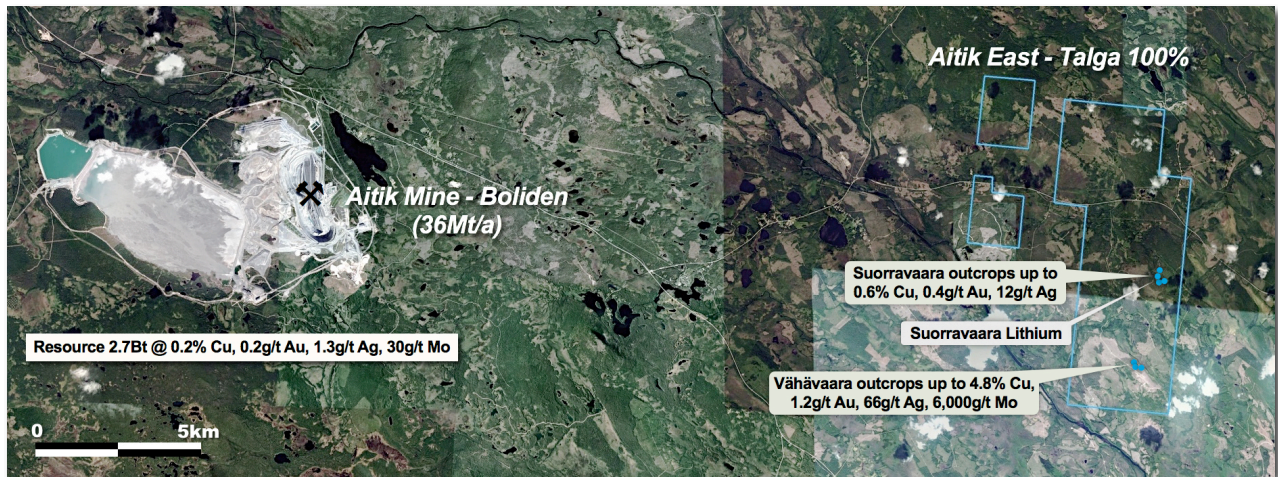 Aitik East - Talga 100%
Aitik Mine - Boliden
(36Mt/a)
Suorravaara outcrops up to
0.6% Cu, 0.4g/t Au, 12g/t Ag
Suorravaara Lithium
Resource 2.7Bt @ 0.2% Cu, 0.2g/t Au, 1.3g/t Ag, 30g/t Mo
Vähävaara outcrops up to 4.8% Cu,
1.2g/t Au, 66g/t Ag, 6,000g/t Mo
0 5km